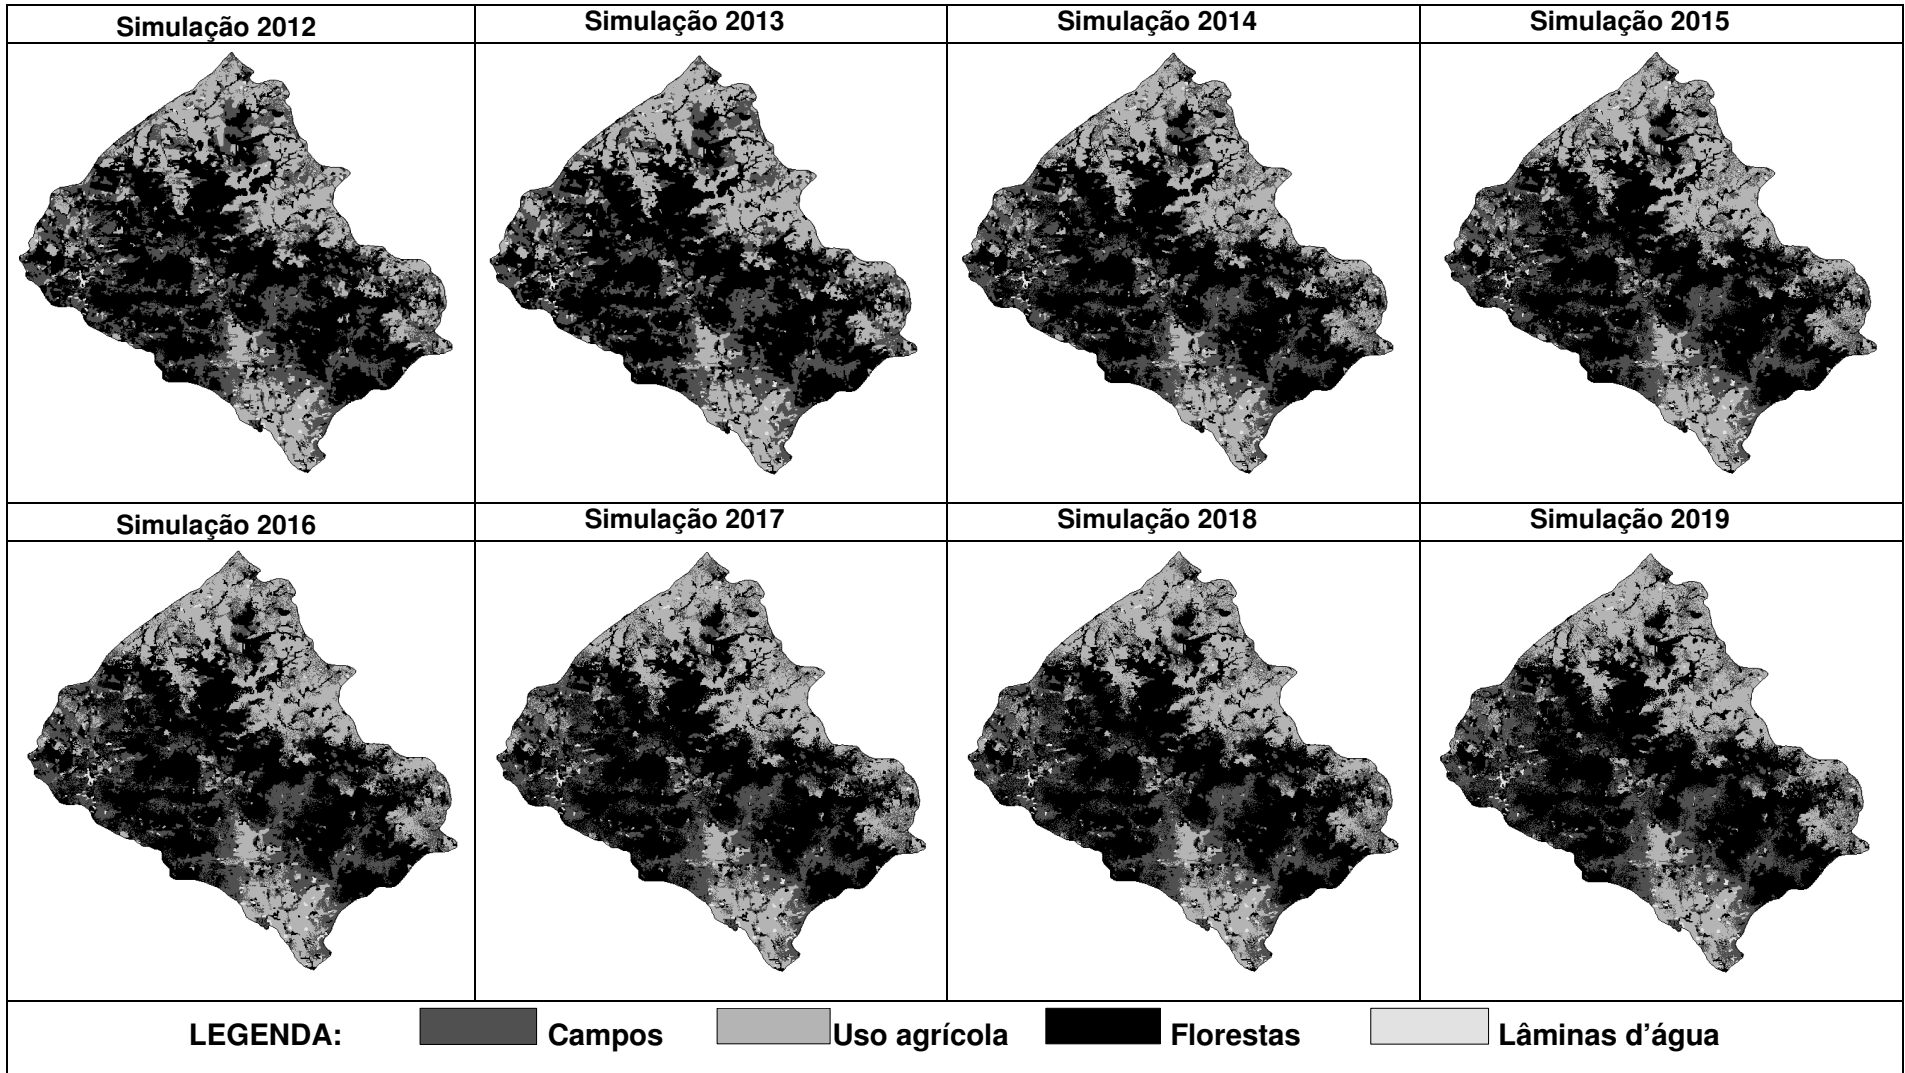 Simulação 2012
Simulação 2013
Simulação 2014
Simulação 2015
Simulação 2016
Simulação 2017
Simulação 2018
Simulação 2019
LEGENDA: Campos Uso agrícola Florestas Lâminas d’água